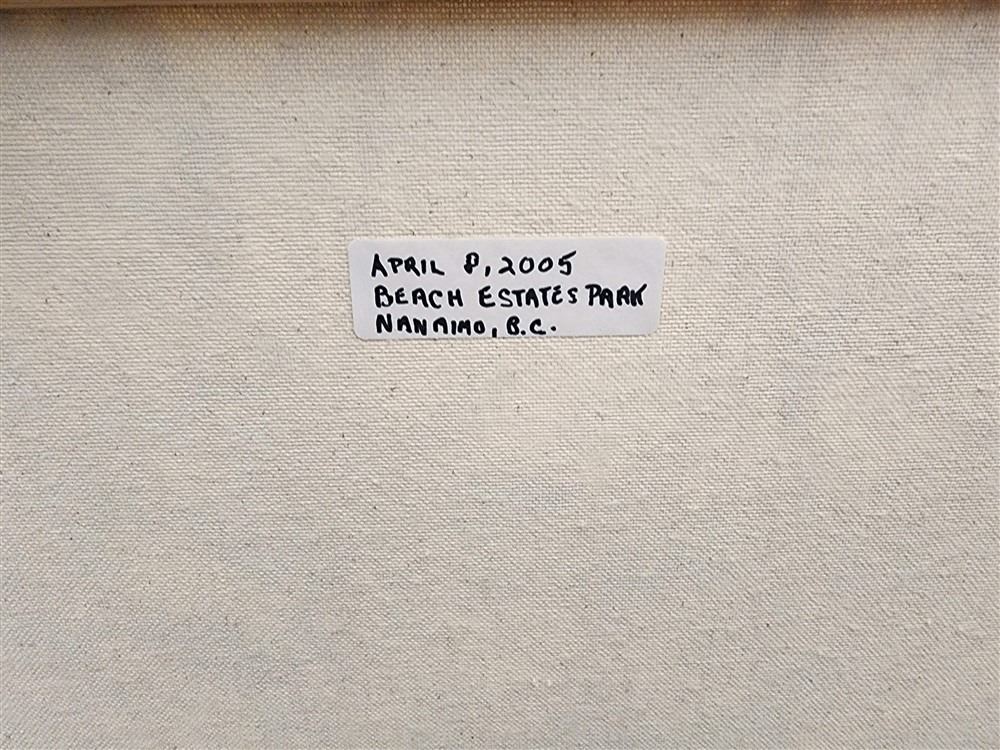 APRIL 8, 2005
BEACH ESTATES PARK
NANAIMO, B.C.